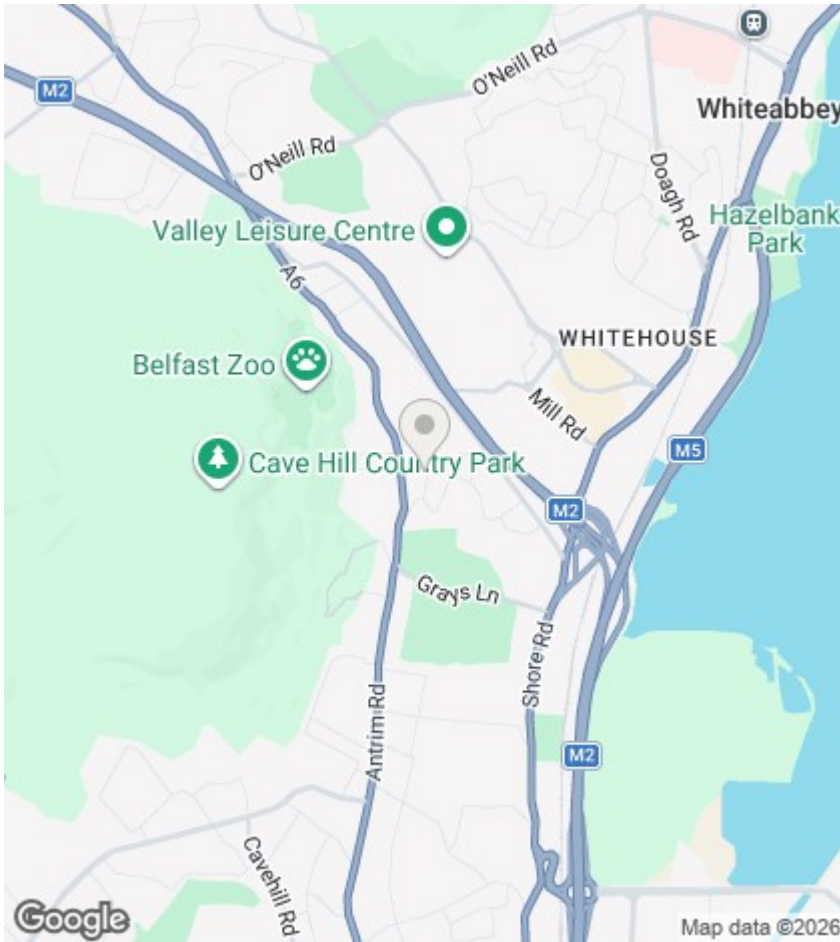 M2
O'Neill Rd
Whiteabbey
O'Neill Rd
Doagh Rd
Hazelbank
Park
Valley Leisure Centre
A6
WHITEHOUSE
Belfast Zoo
Mill Rd
M5
Cave Hill Country Park
M2
Grays Ln
Shore Rd
Antrim Rd
M2
Cavehill Rd
Google
Map data ©2026